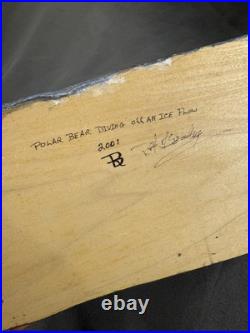 POLAR BEAR DIVING Off AN ICE FLOW
2001